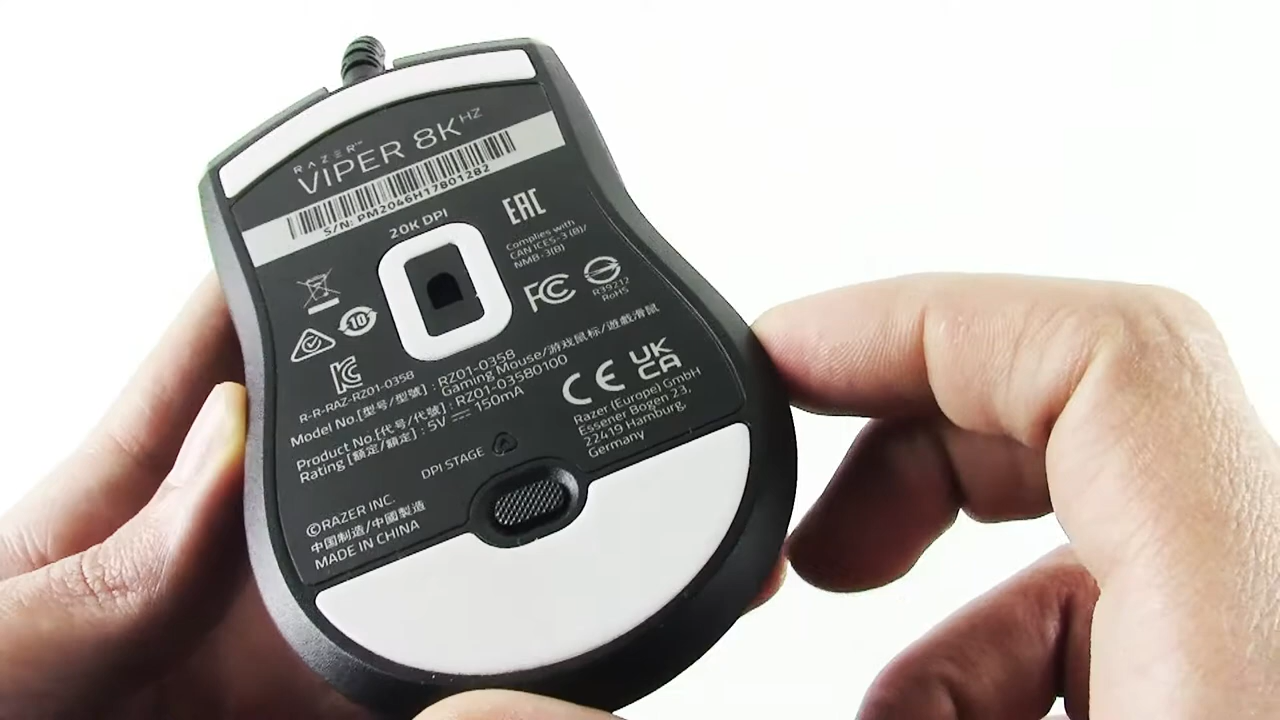 RAZER™
VIPER 8K HZ
S/N: PM2046H17801282
20K DPI
EAC
Complies with
CAN ICES-3 (B)/
NMB-3(B)
10
FC
R39212
RoHS
R-R-RAZ-RZ01-0358
Model No.[型号/型號] : RZ01-0358
Gaming Mouse/游戏鼠标/遊戲滑鼠
Product No.[代号/代號] : RZ01-03580100
Rating [额定/額定] : 5V ⎓ 150mA
CE UK
CA
Razer (Europe) GmbH
Essener Bogen 23,
22419 Hamburg,
Germany
DPI STAGE
©RAZER INC.
中国制造/中國製造
MADE IN CHINA